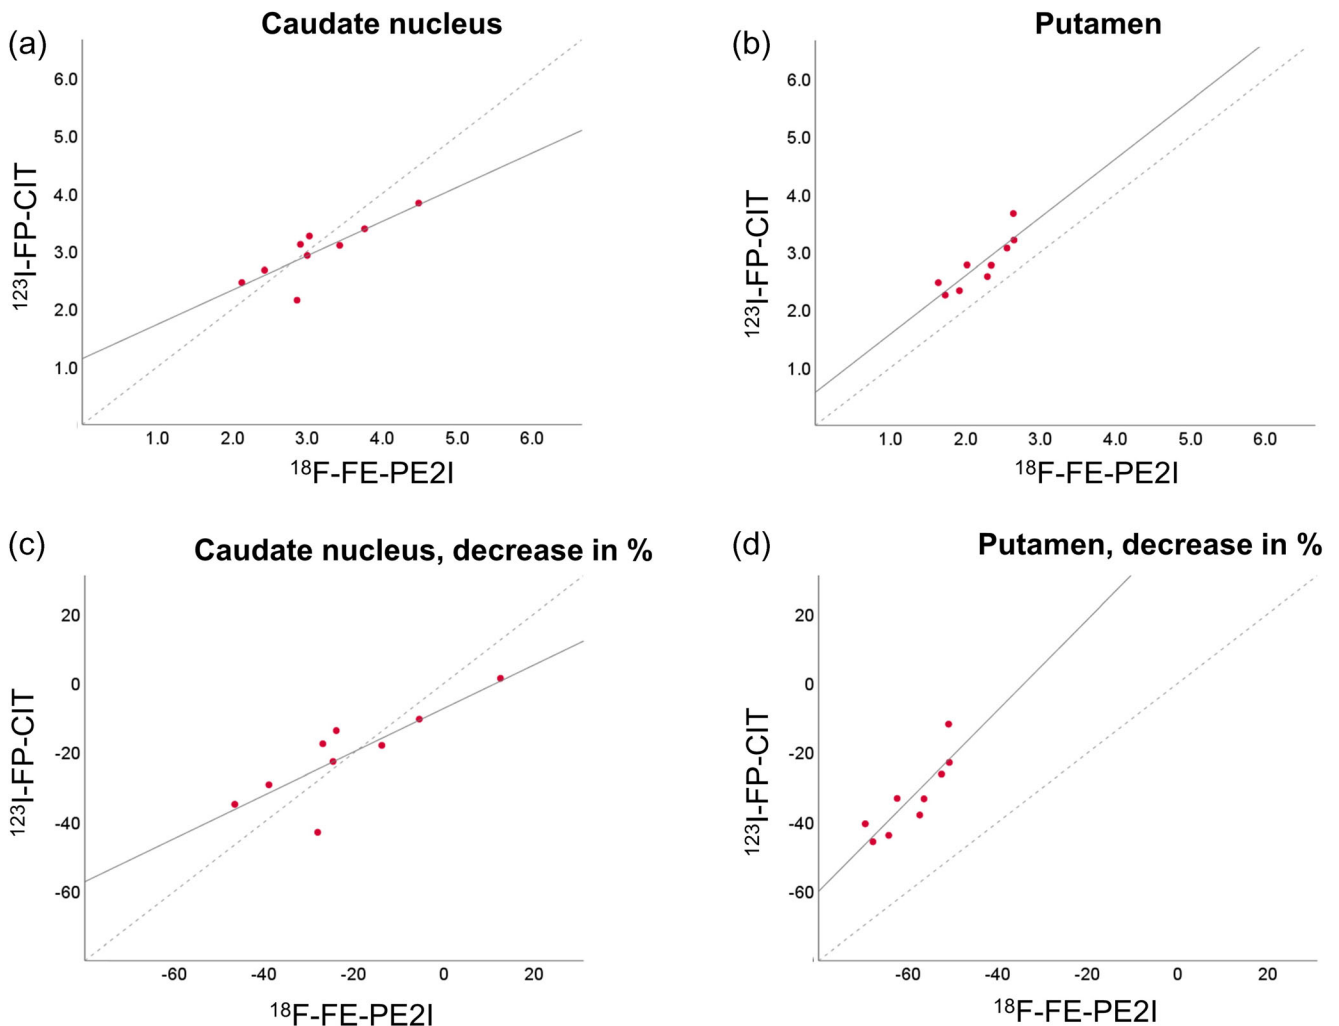 (a)
Caudate nucleus
6.0
5.0
4.0
3.0
2.0
1.0
¹²³I-FP-CIT
1.0 2.0 3.0 4.0 5.0 6.0
¹⁸F-FE-PE2I
(b)
Putamen
6.0
5.0
4.0
3.0
2.0
1.0
¹²³I-FP-CIT
1.0 2.0 3.0 4.0 5.0 6.0
¹⁸F-FE-PE2I
(c)
Caudate nucleus, decrease in %
20
0
-20
-40
-60
¹²³I-FP-CIT
-60 -40 -20 0 20
¹⁸F-FE-PE2I
(d)
Putamen, decrease in %
20
0
-20
-40
-60
¹²³I-FP-CIT
-60 -40 -20 0 20
¹⁸F-FE-PE2I